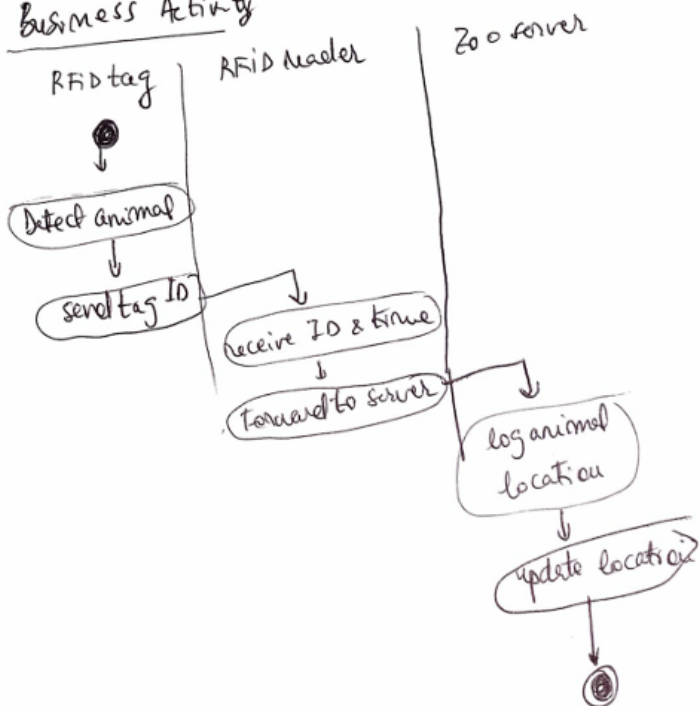 Business Activity
RFiD tag
RFiD reader
Zoo server
Detect animal
send tag ID
receive ID & time
Forward to server
log animal
location
update location